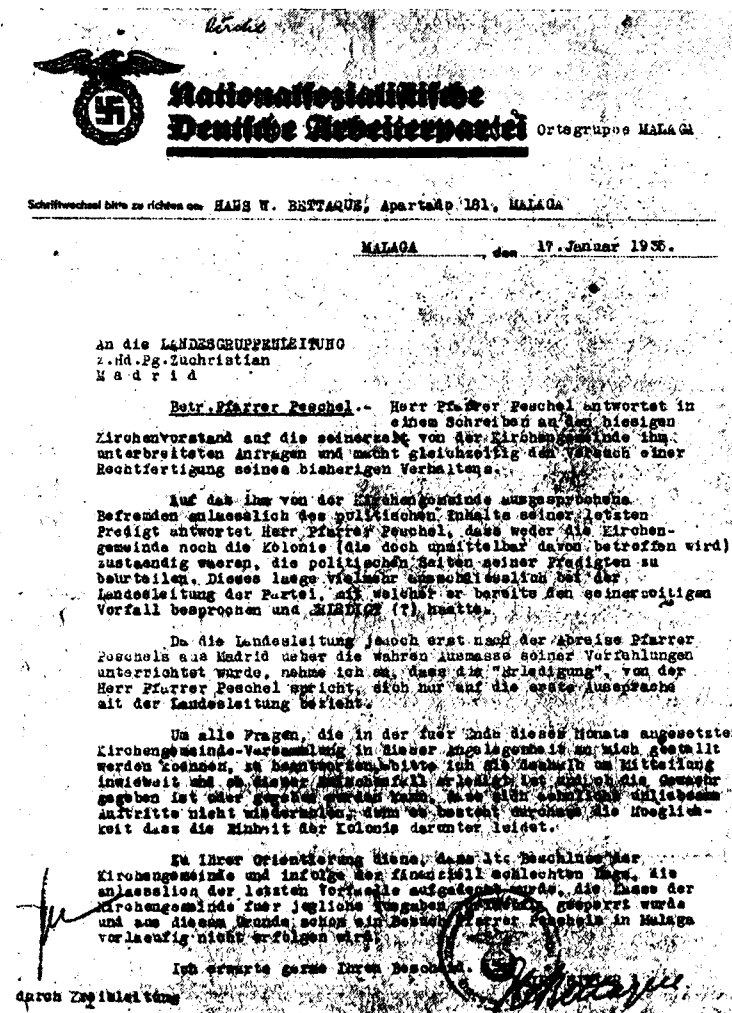 Kirche
Nationalsozialistische
Deutsche Arbeiterpartei Ortsgruppe MALAGA
Schriftwechsel bitte zu richten an: HANS W. BETTAQUE, Apartado 181, MALAGA
MALAGA, den 17. Januar 1935.
An die LANDESGRUPPENLEITUNG
z.Hd.Pg.Zuchristian
M a d r i d
Betr.Pfarrer Peschel.- Herr Pfarrer Peschel antwortet in
einem Schreiben an den hiesigen
Kirchenvorstand auf die seinerzeit von der Kirchengemeinde ihm
unterbreiteten Anfragen und macht gleichzeitig den Versuch einer
Rechtfertigung seines bisherigen Verhaltens.
Auf das ihm von der Kirchengemeinde ausgesprochene
Befremden anlaesslich des politischen Inhalts seiner letzten
Predigt antwortet Herr Pfarrer Peschel, dass weder die Kirchen-
gemeinde noch die Kolonie (die doch unmittelbar davon betroffen wird)
zustaendig waeren, die politischen Seiten seiner Predigten zu
beurteilen. Dieses laege vielmehr ausschliesslich bei der
Landesleitung der Partei, mit welcher er bereits den seinerzeitigen
Vorfall besprochen und ERLEDIGT (?) haette.
Da die Landesleitung jedoch erst nach der Abreise Pfarrer
Peschels aus Madrid ueber die wahren Ausmasse seiner Verfehlungen
unterrichtet wurde, nehme ich an, dass die "Erledigung", von der
Herr Pfarrer Peschel spricht, sich nur auf die erste Aussprache
mit der Landesleitung bezieht.
Um alle Fragen, die in der fuer Ende dieses Monats angesetzten
Kirchengemeinde-Versammlung in dieser Angelegenheit an mich gestellt
werden koennen, zu beantworten, bitte ich Sie deshalb um Mitteilung
inwieweit und ob dieser Zwischenfall erledigt ist und ob die Gewaehr
gegeben ist oder gegeben werden kann, dass sich aehnliche unliebsame
Auftritte nicht wiederholen, denn es besteht durchaus die Moeglich-
keit dass die Einheit der Kolonie darunter leidet.
Zu Ihrer Orientierung diene, dass lt. Beschluss der
Kirchengemeinde und infolge der finanziell schlechten Lage, die
anlaesslich der letzten Vorfaelle aufgedeckt wurde, die Kasse der
Kirchengemeinde fuer jegliche Ausgaben gesperrt wurde
und aus diesem Grunde schon ein Besuch Pfarrer Peschels in Malaga
vorlaeufig nicht erfolgen wird.
Ich erwarte gerne Ihren Bescheid.
durch Zweigleitung
HWBettaque